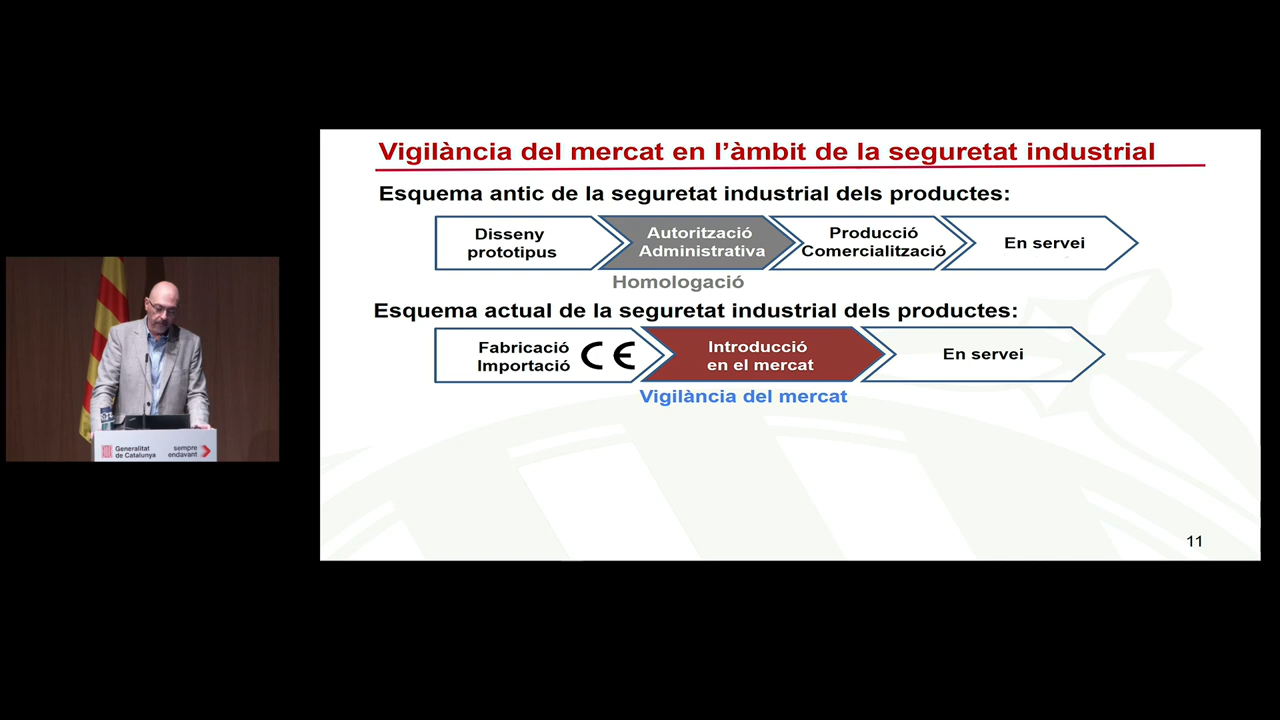 Vigilància del mercat en l’àmbit de la seguretat industrial
Esquema antic de la seguretat industrial dels productes:
Disseny
prototipus
Autorització
Administrativa
Producció
Comercialització
En servei
Homologació
Esquema actual de la seguretat industrial dels productes:
Fabricació
Importació
CE
Introducció
en el mercat
En servei
Vigilància del mercat
11
Generalitat
de Catalunya
sempre
endavant